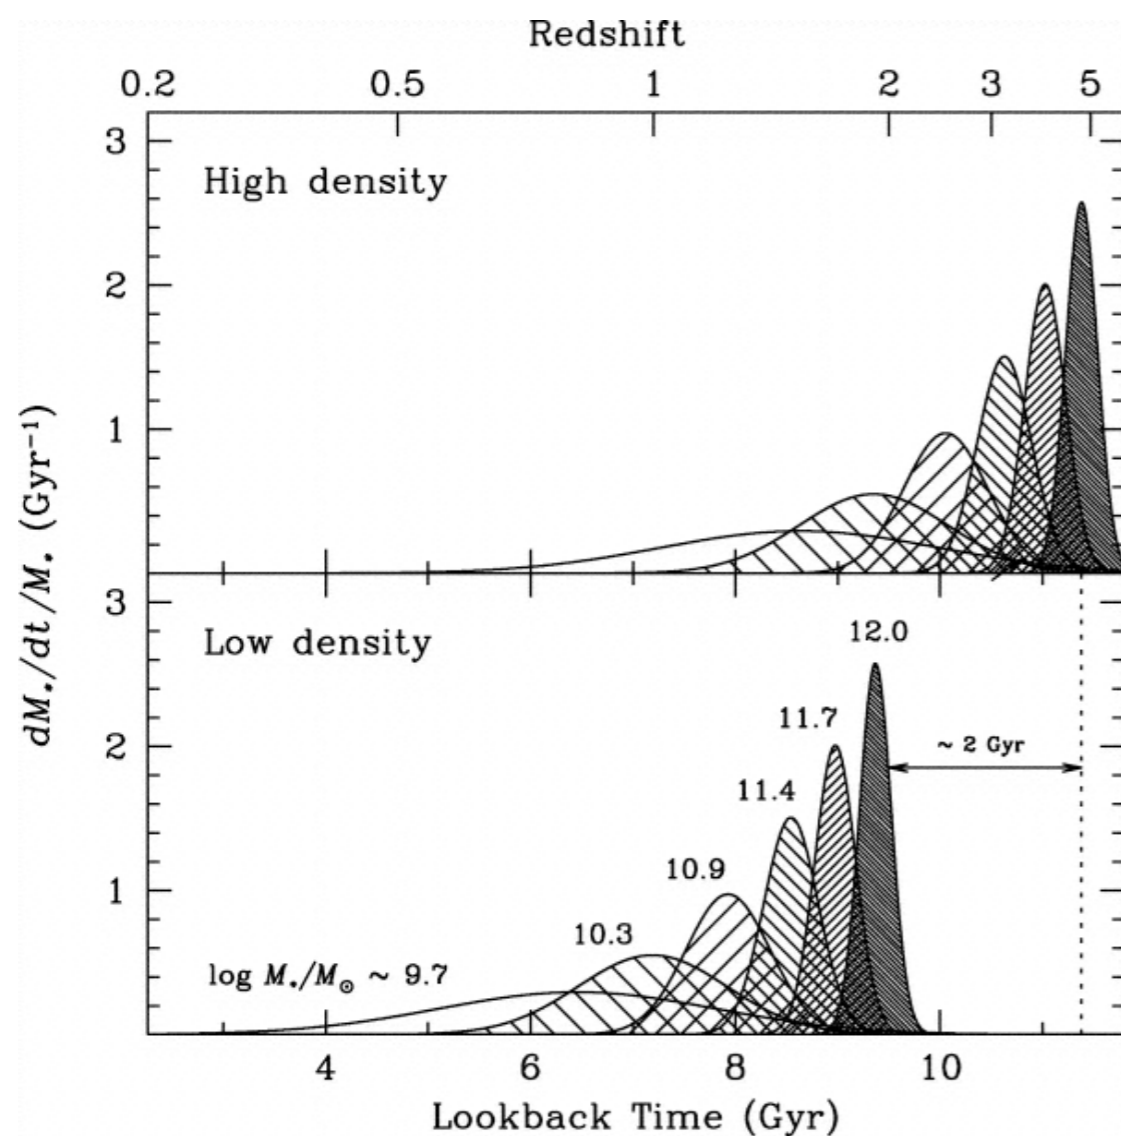 Redshift
0.2 0.5 1 2 3 5
3
High density
2
1
dM*/dt/M* (Gyr⁻¹)
3
Low density
12.0
11.7
2
~ 2 Gyr
11.4
1
10.9
10.3
log M*/M⊙ ~ 9.7
4 6 8 10
Lookback Time (Gyr)